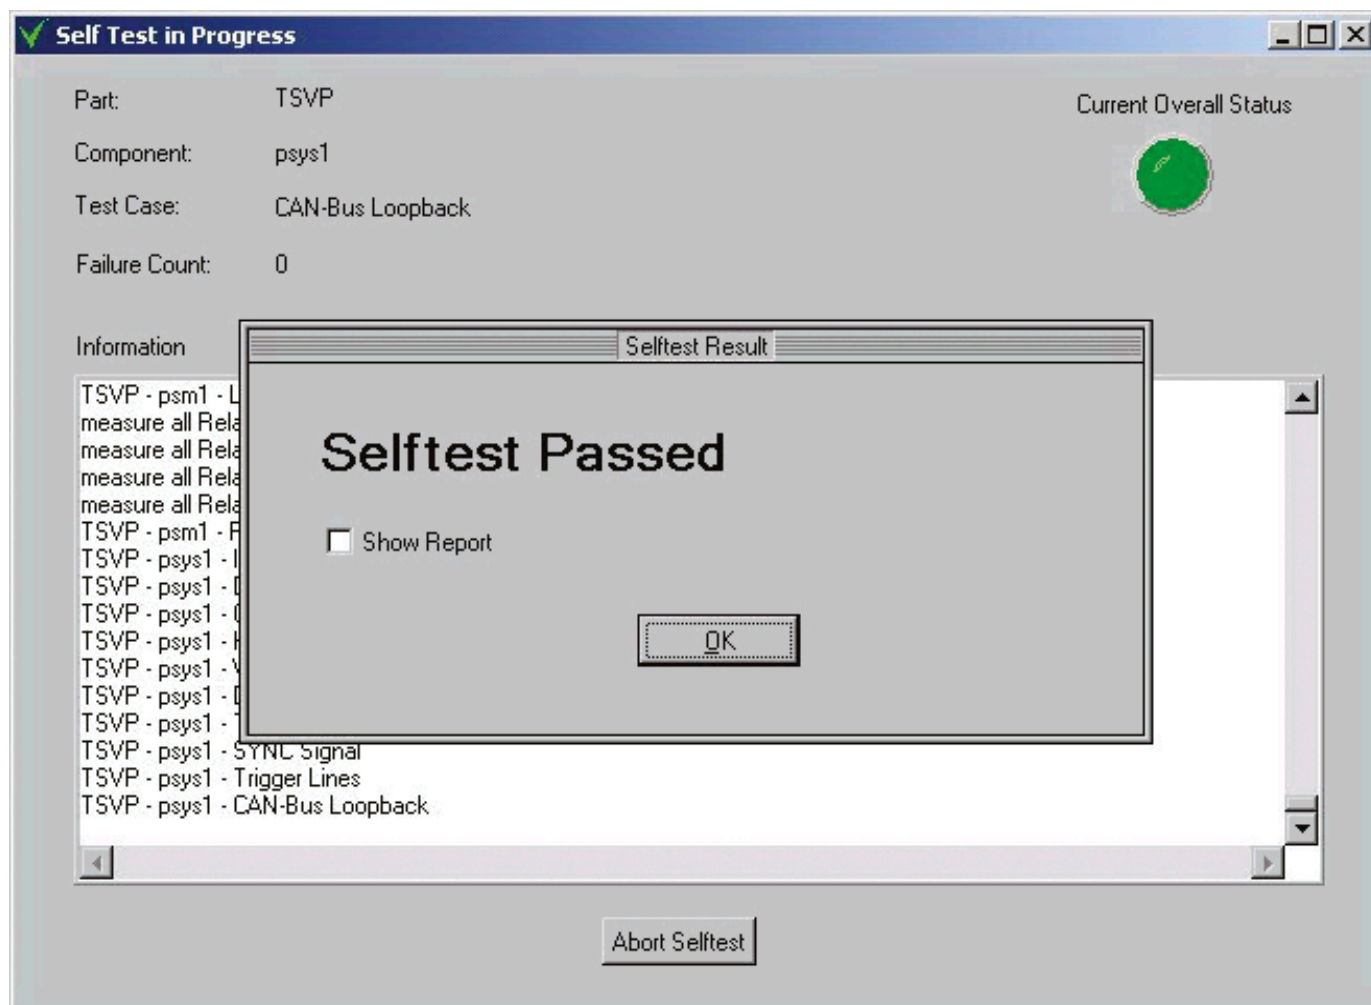 Self Test in Progress
Part: TSVP
Current Overall Status
Component: psys1
Test Case: CAN-Bus Loopback
Failure Count: 0
Information
Selftest Result
Selftest Passed
Show Report
OK
TSVP - psm1 - L
measure all Rela
measure all Rela
measure all Rela
measure all Rela
TSVP - psm1 -
TSVP - psys1 -
TSVP - psys1 -
TSVP - psys1 -
TSVP - psys1 -
TSVP - psys1 -
TSVP - psys1 -
TSVP - psys1 -
TSVP - psys1 - SYNC Signal
TSVP - psys1 - Trigger Lines
TSVP - psys1 - CAN-Bus Loopback
Abort Selftest